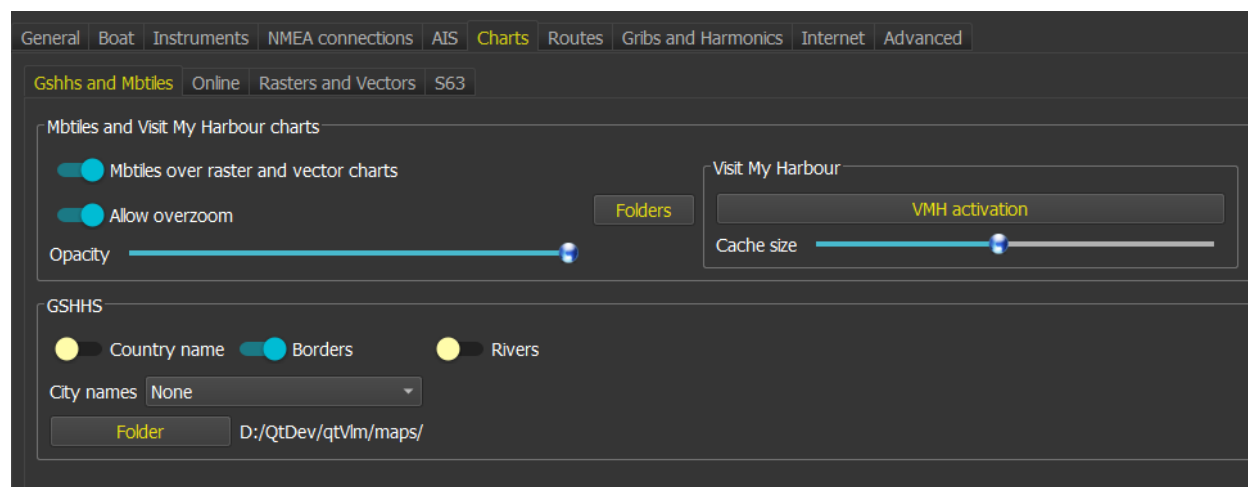 General Boat Instruments NMEA connections AIS Charts Routes Gribs and Harmonics Internet Advanced
Gshhs and Mbtiles Online Rasters and Vectors S63
Mbtiles and Visit My Harbour charts
Mbtiles over raster and vector charts
Allow overzoom
Folders
Opacity
Visit My Harbour
VMH activation
Cache size
GSHHS
Country name Borders Rivers
City names None
Folder D:/QtDev/qtVlm/maps/